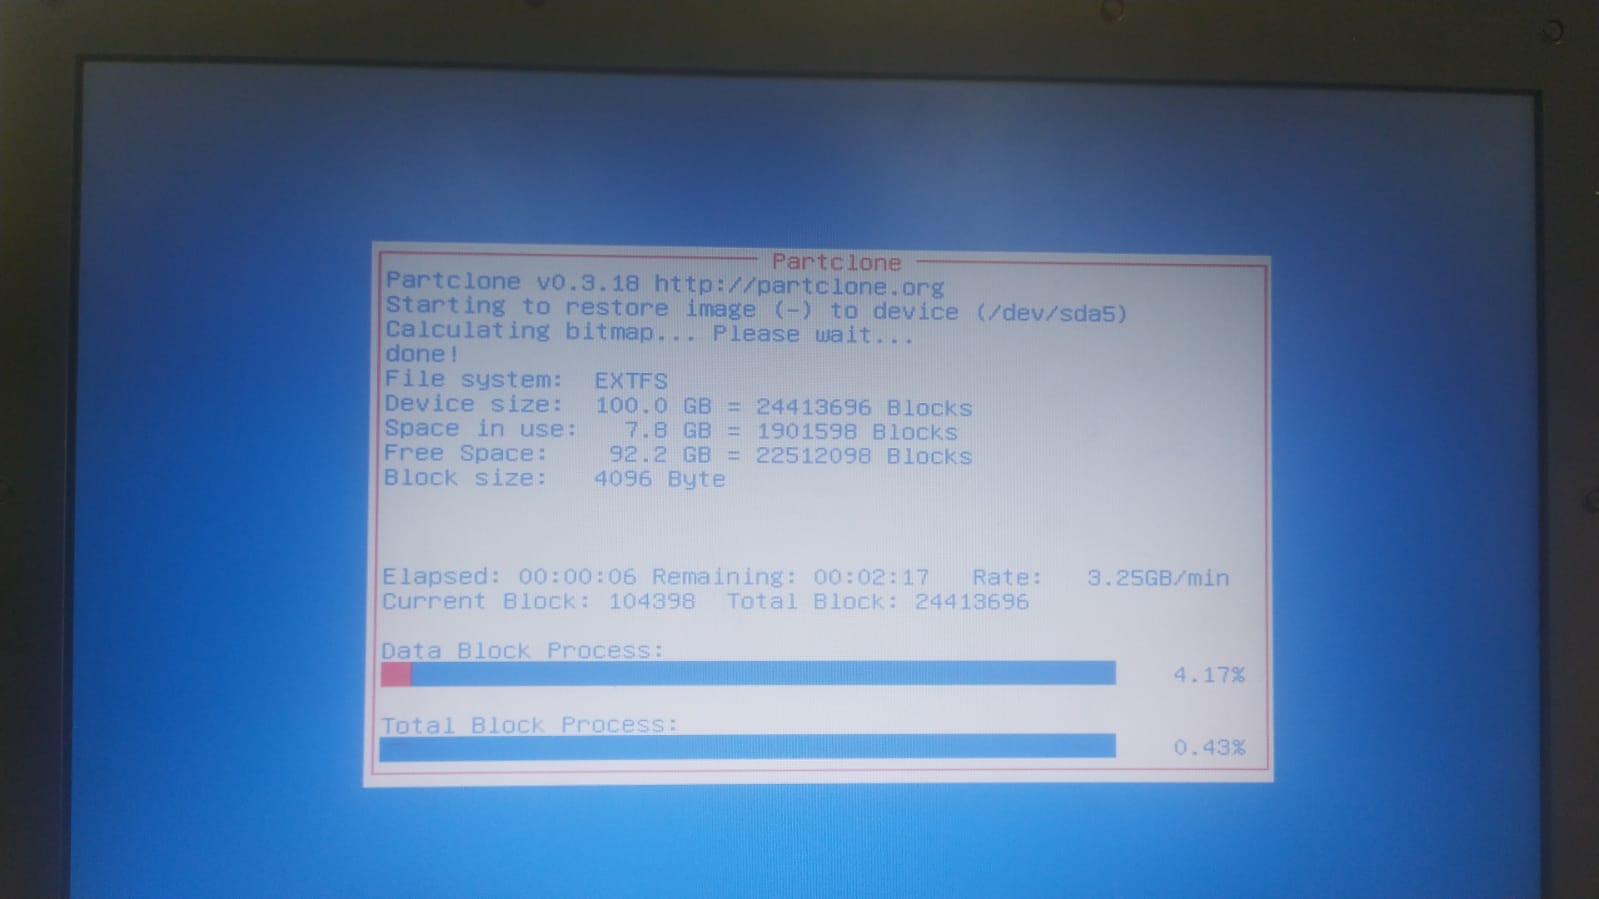 Partclone
Partclone v0.3.18 http://partclone.org
Starting to restore image (-) to device (/dev/sda5)
Calculating bitmap... Please wait...
done!
File system:  EXTFS
Device size:  100.0 GB = 24413696 Blocks
Space in use:   7.8 GB = 1901598 Blocks
Free Space:    92.2 GB = 22512098 Blocks
Block size:   4096 Byte
Elapsed: 00:00:06 Remaining: 00:02:17   Rate:   3.25GB/min
Current Block: 104398  Total Block: 24413696
Data Block Process:
4.17%
Total Block Process:
0.43%